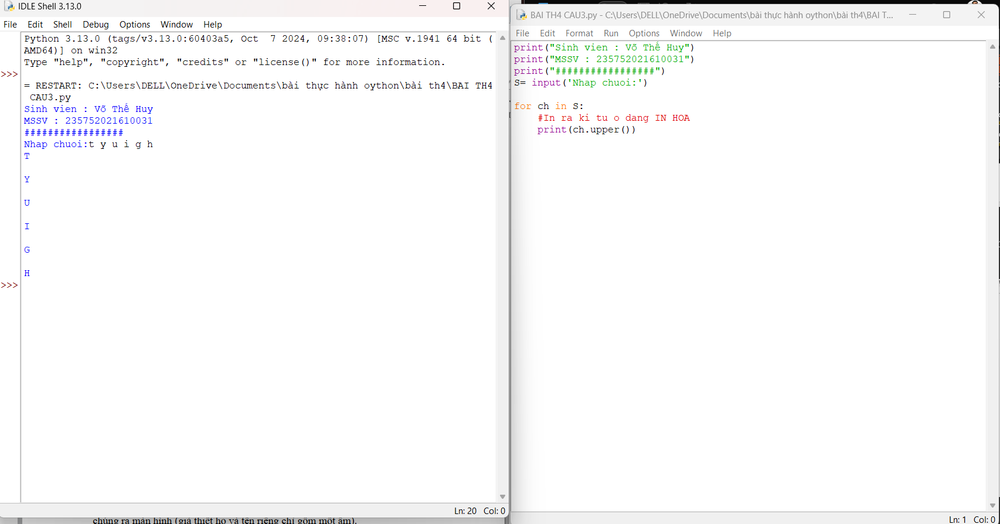 IDLE Shell 3.13.0
File Edit Shell Debug Options Window Help
Python 3.13.0 (tags/v3.13.0:60403a5, Oct  7 2024, 09:38:07) [MSC v.1941 64 bit (
AMD64)] on win32
Type "help", "copyright", "credits" or "license()" for more information.
>>>
= RESTART: C:\Users\DELL\OneDrive\Documents\bài thực hành oython\bài th4\BAI TH4
 CAU3.py
Sinh vien : Võ Thế Huy
MSSV : 235752021610031
#################
Nhap chuoi:t y u i g h
T
Y
U
I
G
H
>>>
Ln: 20 Col: 0
chúng ra màn hình (giả thiết họ và tên riêng chỉ gồm một âm).
BAI TH4 CAU3.py - C:\Users\DELL\OneDrive\Documents\bài thực hành oython\bài th4\BAI T...
File Edit Format Run Options Window Help
print("Sinh vien : Võ Thế Huy")
print("MSSV : 235752021610031")
print("#################")
S= input('Nhap chuoi:')
for ch in S:
    #In ra ki tu o dang IN HOA
    print(ch.upper())
Ln: 1 Col: 0